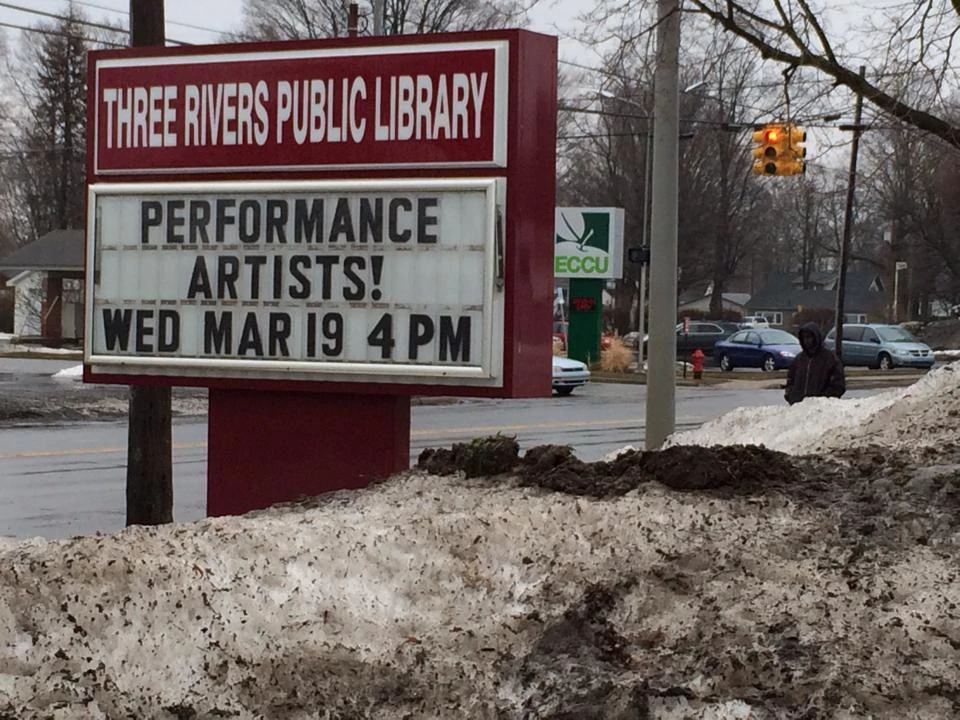 THREE RIVERS PUBLIC LIBRARY
PERFORMANCE
ARTISTS!
WED MAR 19 4 PM
ECCU